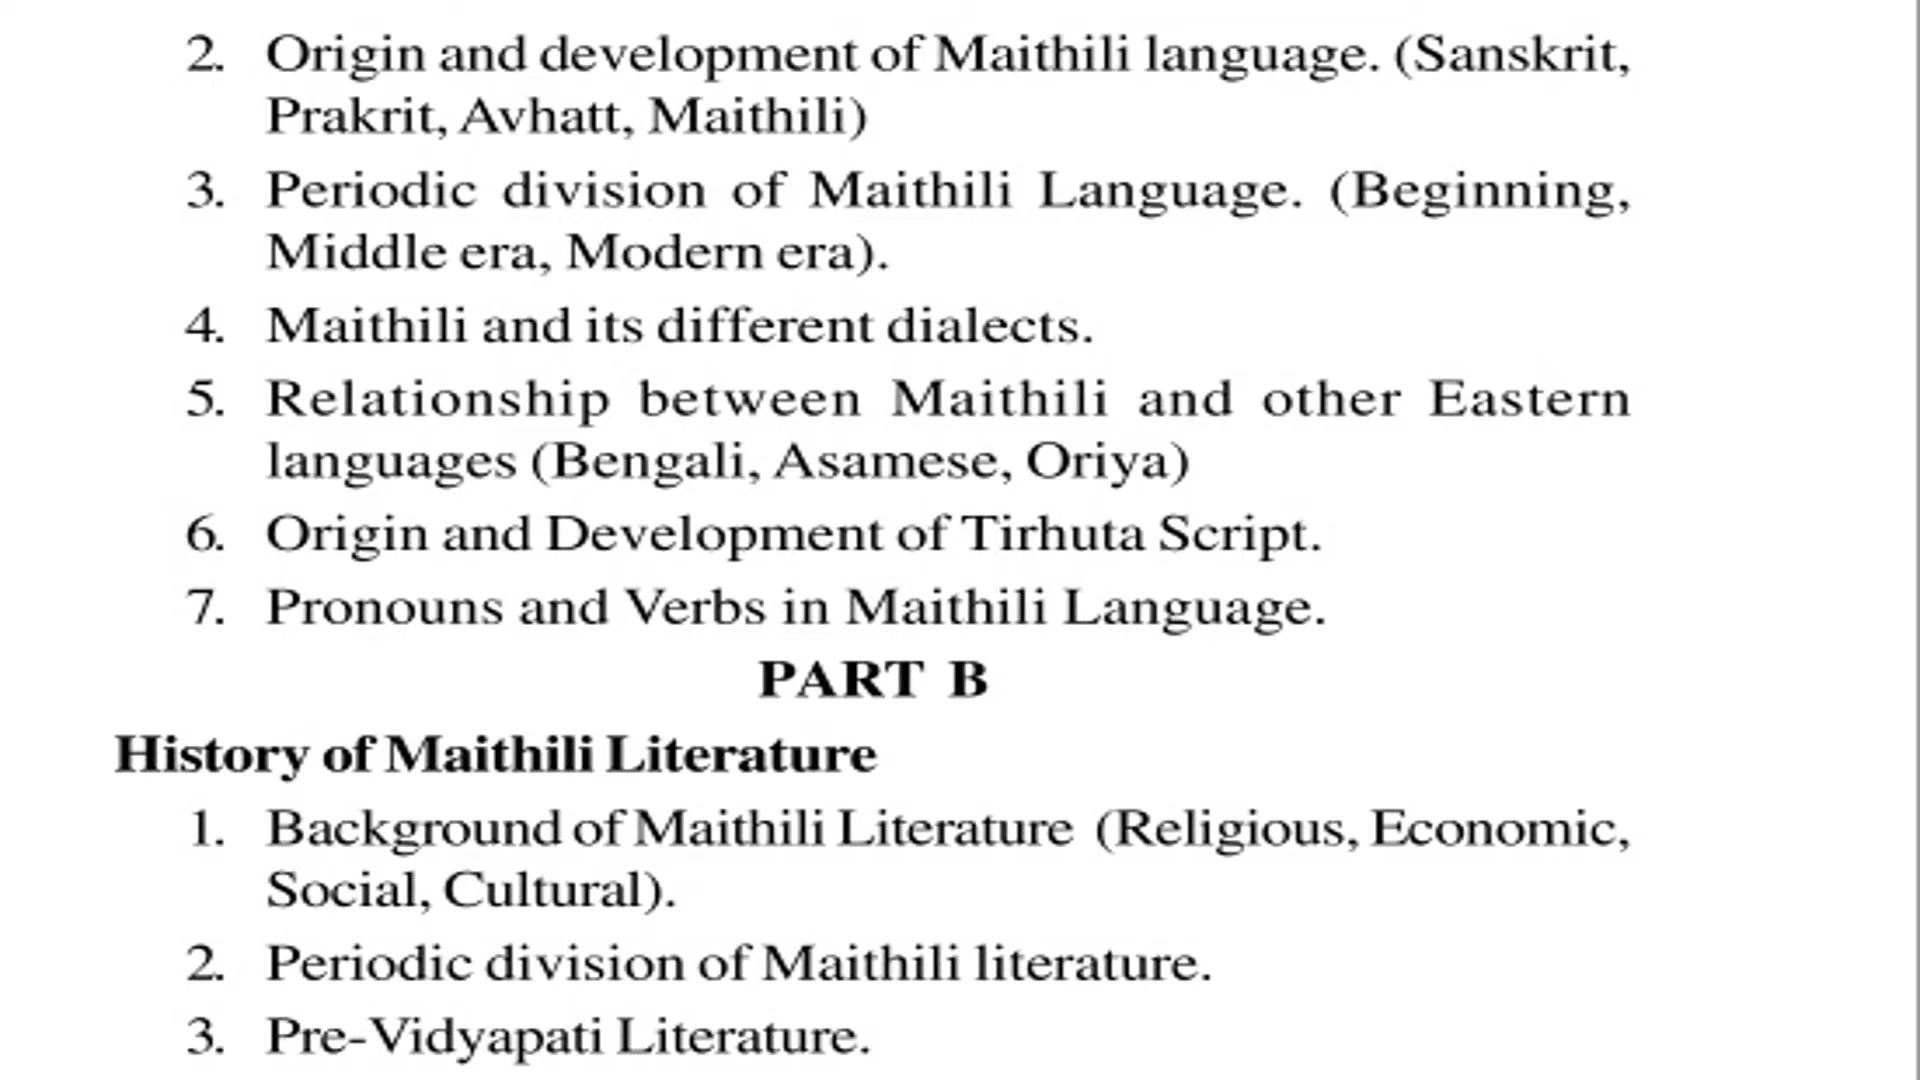 2. Origin and development of Maithili language. (Sanskrit,
Prakrit, Avhatt, Maithili)
3. Periodic division of Maithili Language. (Beginning,
Middle era, Modern era).
4. Maithili and its different dialects.
5. Relationship between Maithili and other Eastern
languages (Bengali, Asamese, Oriya)
6. Origin and Development of Tirhuta Script.
7. Pronouns and Verbs in Maithili Language.
PART B
History of Maithili Literature
1. Background of Maithili Literature (Religious, Economic,
Social, Cultural).
2. Periodic division of Maithili literature.
3. Pre-Vidyapati Literature.